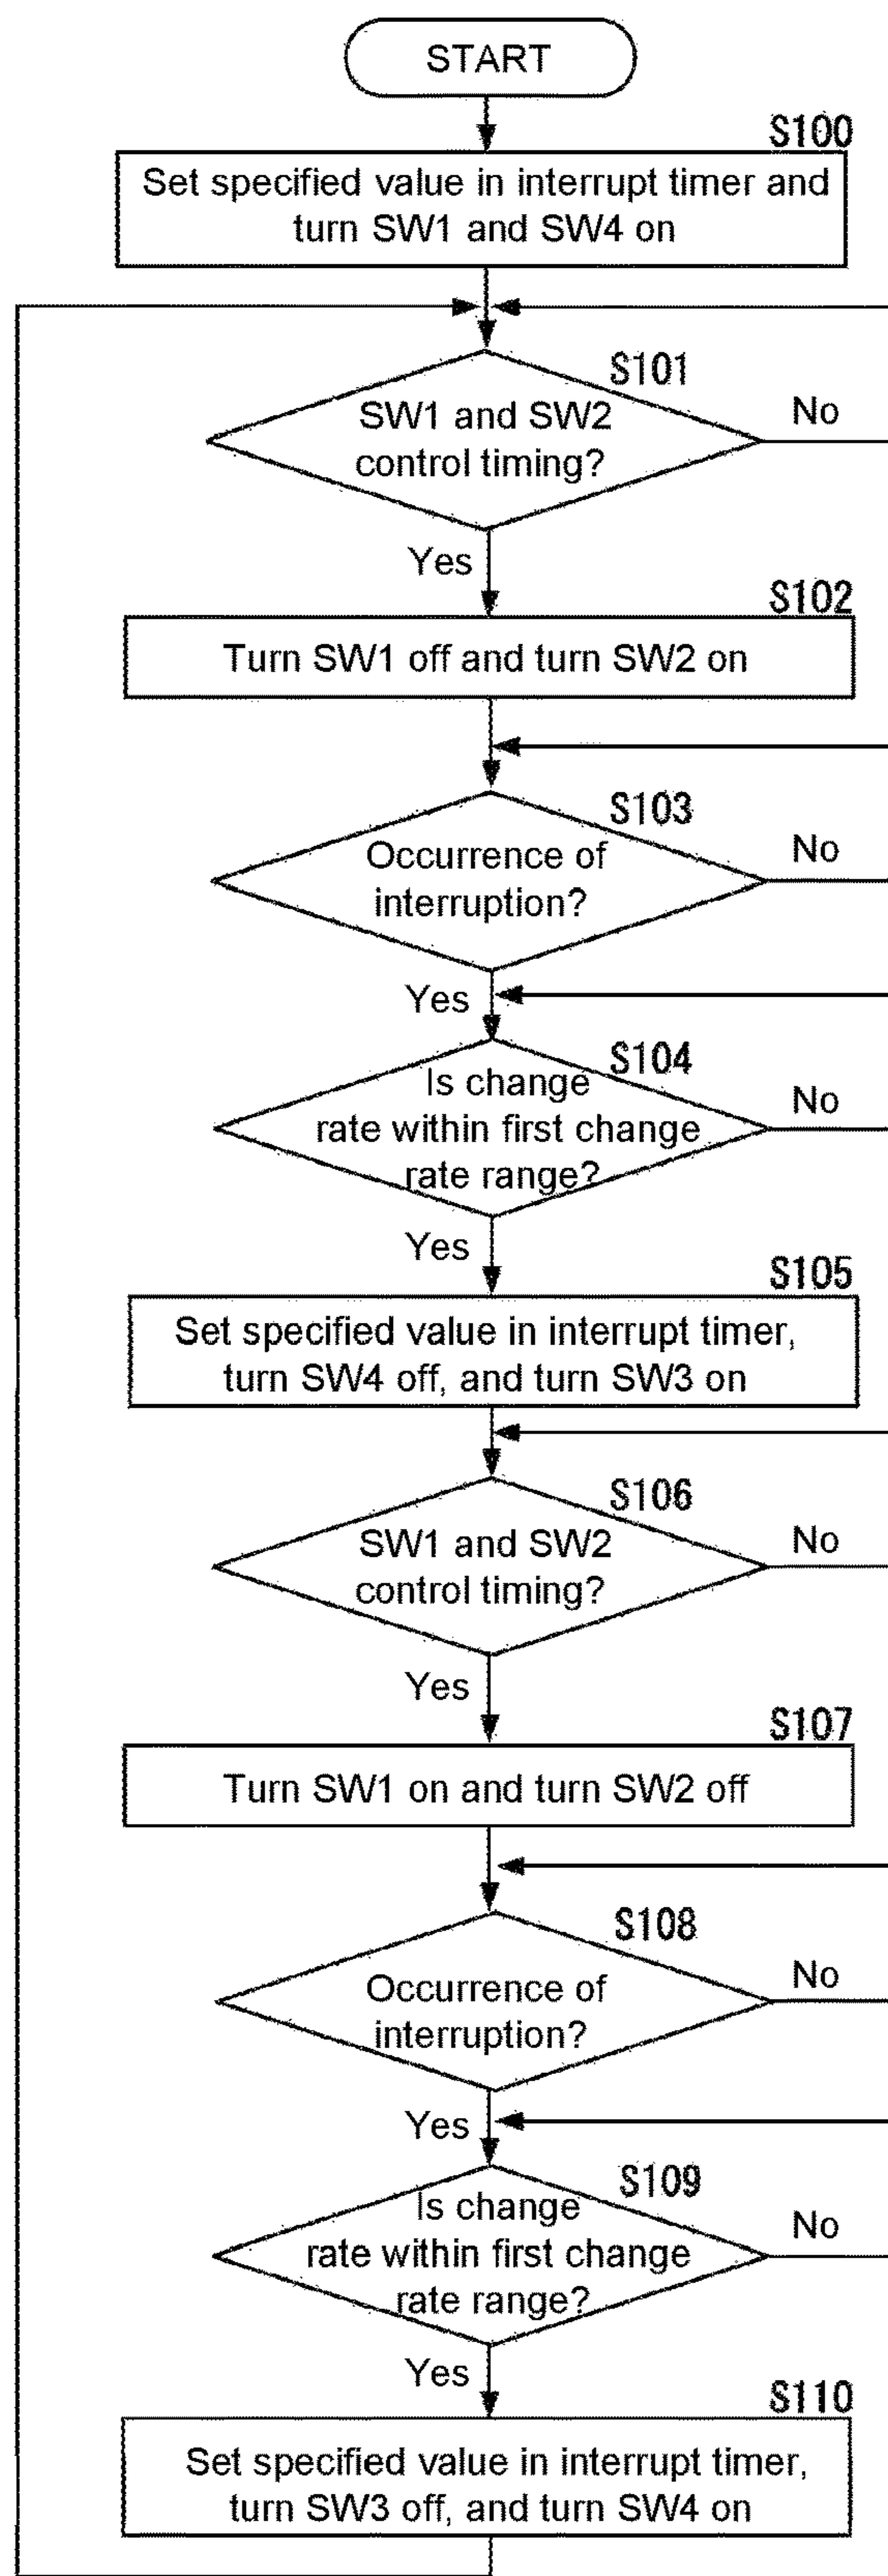 START
S100
Set specified value in interrupt timer and
turn SW1 and SW4 on
S101
SW1 and SW2
control timing?
No
Yes
S102
Turn SW1 off and turn SW2 on
S103
Occurrence of
interruption?
No
Yes
S104
Is change
rate within first change
rate range?
No
Yes
S105
Set specified value in interrupt timer,
turn SW4 off, and turn SW3 on
S106
SW1 and SW2
control timing?
No
Yes
S107
Turn SW1 on and turn SW2 off
S108
Occurrence of
interruption?
No
Yes
S109
Is change
rate within first change
rate range?
No
Yes
S110
Set specified value in interrupt timer,
turn SW3 off, and turn SW4 on